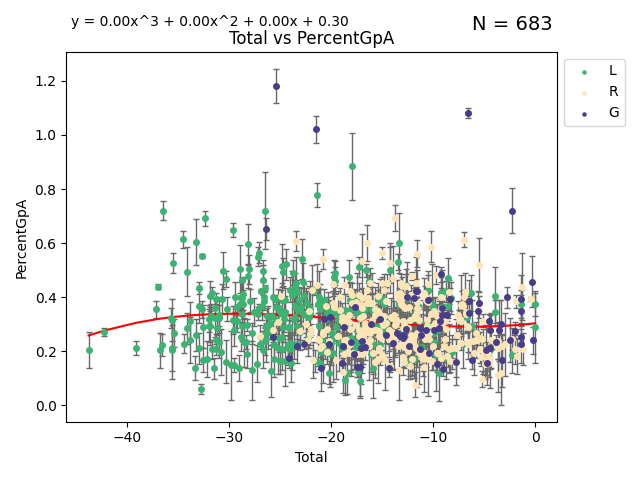 y = 0.00x^3 + 0.00x^2 + 0.00x + 0.30
N = 683
Total vs PercentGpA
L
R
G
PercentGpA
1.2
1.0
0.8
0.6
0.4
0.2
0.0
−40
−30
−20
−10
0
Total